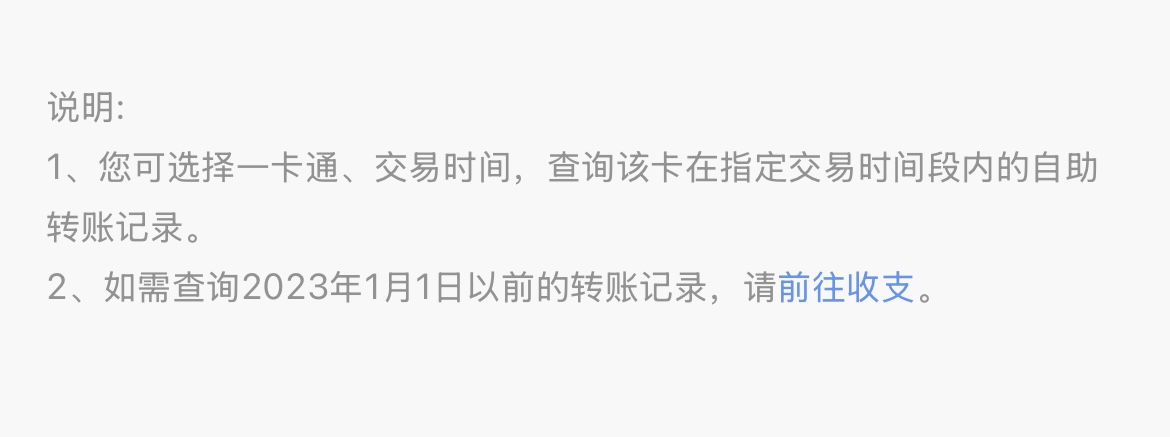 说明:
1、您可选择一卡通、交易时间，查询该卡在指定交易时间段内的自助
转账记录。
2、如需查询2023年1月1日以前的转账记录，请前往收支。